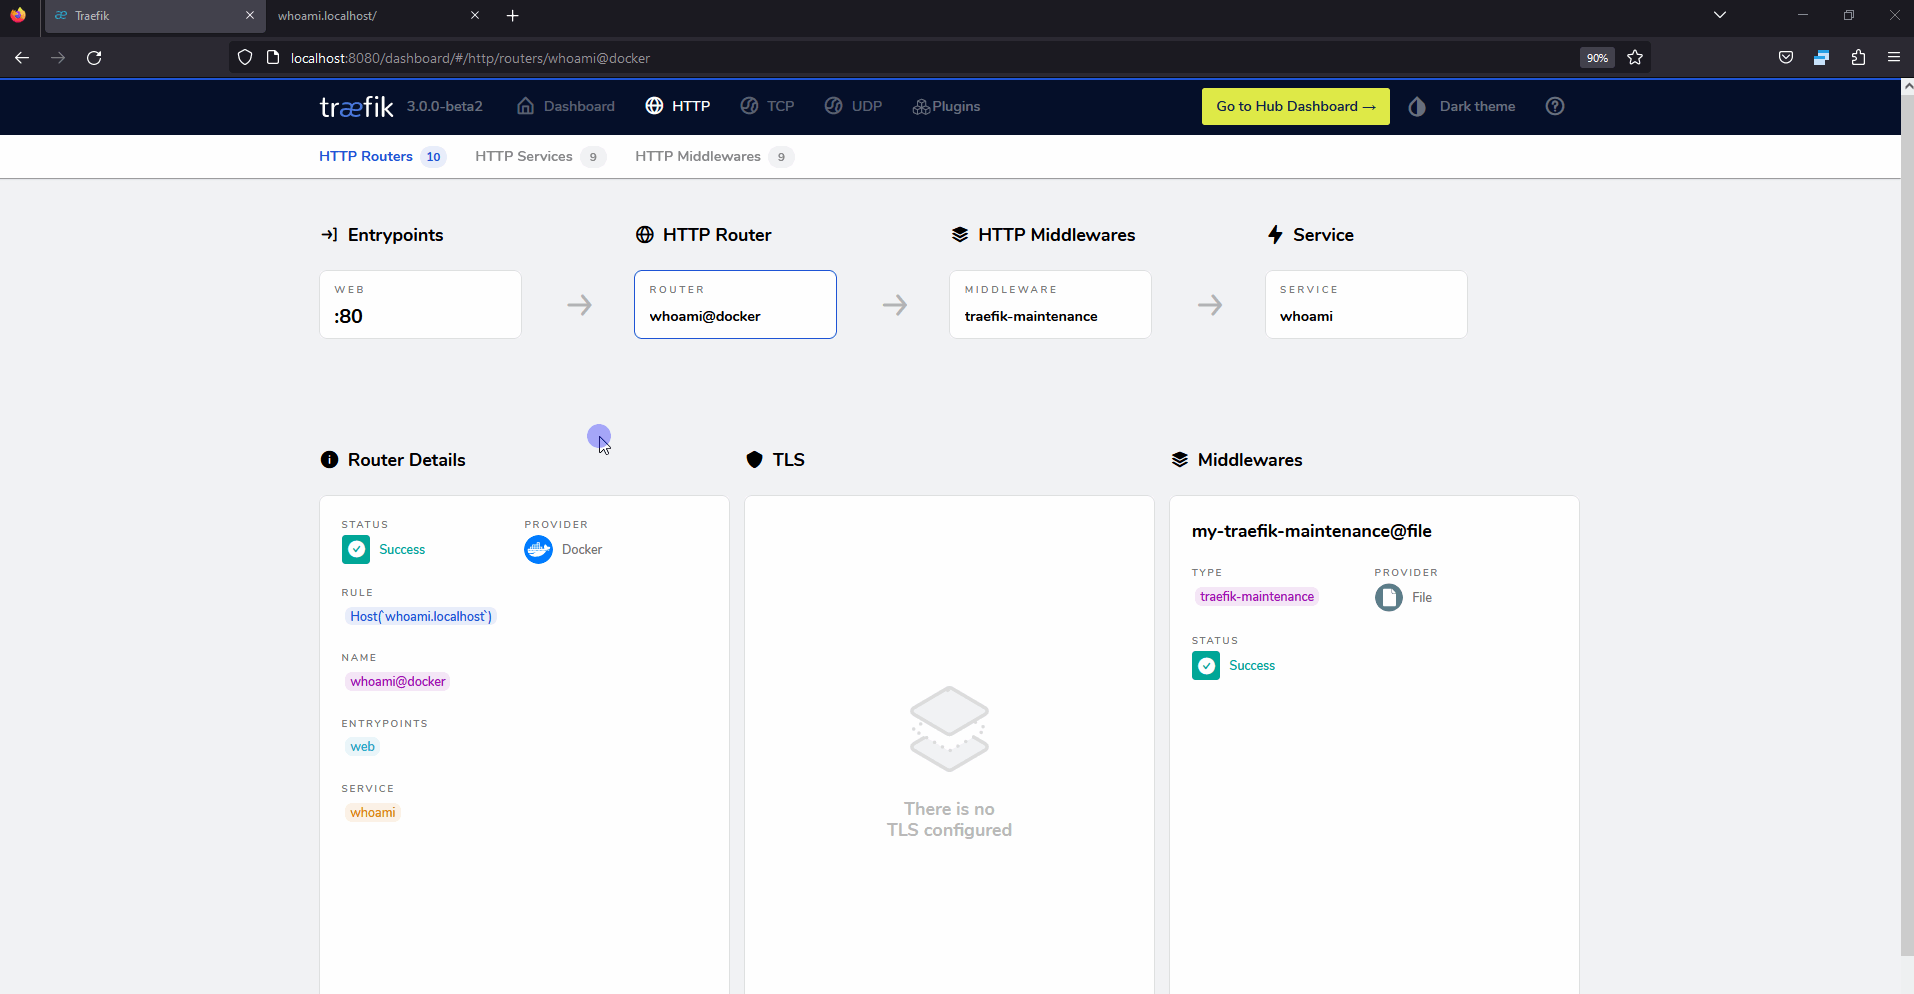 Traefik
whoami.localhost/
localhost:8080/dashboard/#/http/routers/whoami@docker
90%
træfik 3.0.0-beta2 Dashboard HTTP TCP UDP Plugins Go to Hub Dashboard → Dark theme
HTTP Routers 10 HTTP Services 9 HTTP Middlewares 9
Entrypoints
WEB
:80
HTTP Router
ROUTER
whoami@docker
HTTP Middlewares
MIDDLEWARE
traefik-maintenance
Service
SERVICE
whoami
Router Details
STATUS
Success
PROVIDER
Docker
RULE
Host(`whoami.localhost`)
NAME
whoami@docker
ENTRYPOINTS
web
SERVICE
whoami
TLS
There is no
TLS configured
Middlewares
my-traefik-maintenance@file
TYPE
traefik-maintenance
PROVIDER
File
STATUS
Success